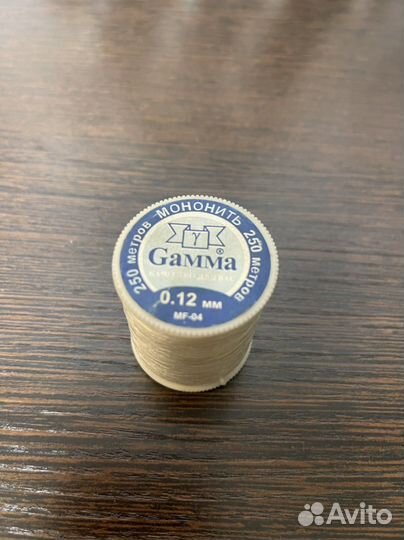 250 метров МОНОНИТЬ 250 метров
γ
Gamma®
0.12 мм
MF-04
Avito